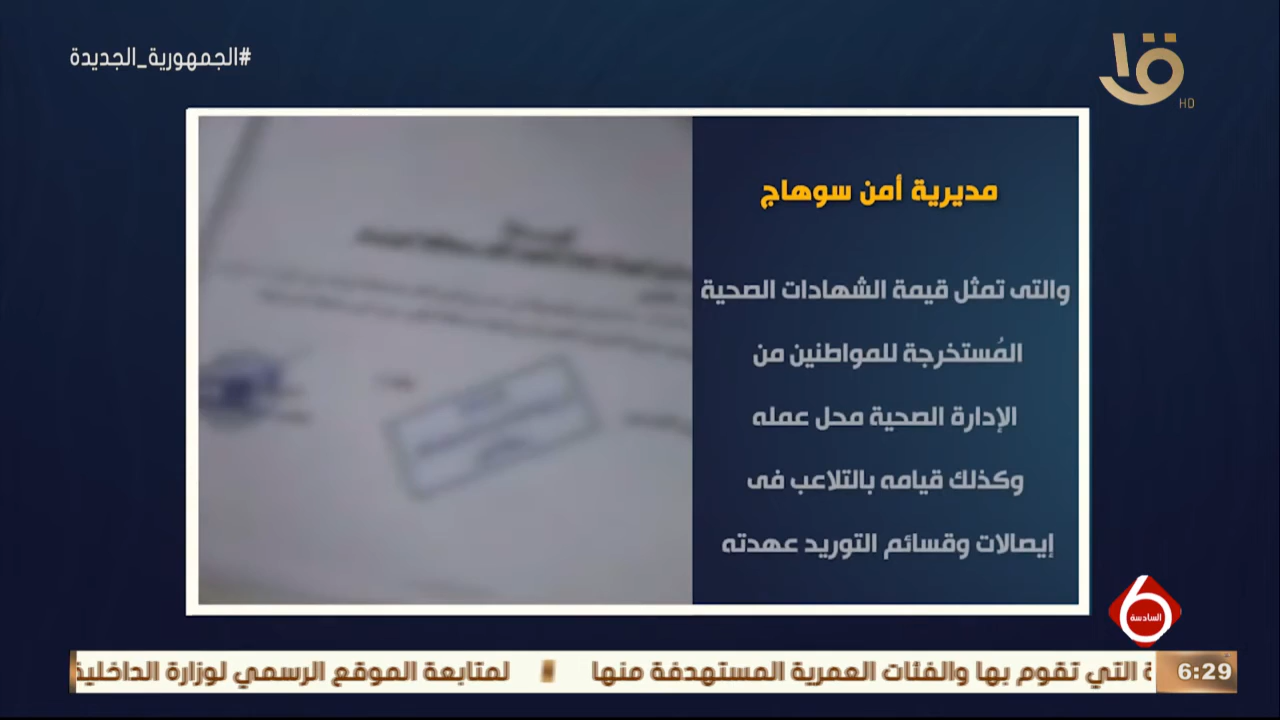 #الجمهورية_الجديدة
HD
مديرية أمن سوهاج
والتى تمثل قيمة الشهادات الصحية
المُستخرجة للمواطنين من
الإدارة الصحية محل عمله
وكذلك قيامه بالتلاعب فى
إيصالات وقسائم التوريد عهدته
6
السادسة
التي تقوم بها والفئات العمرية المستهدفة منها لمتابعة الموقع الرسمي لوزارة الداخلية
6:29